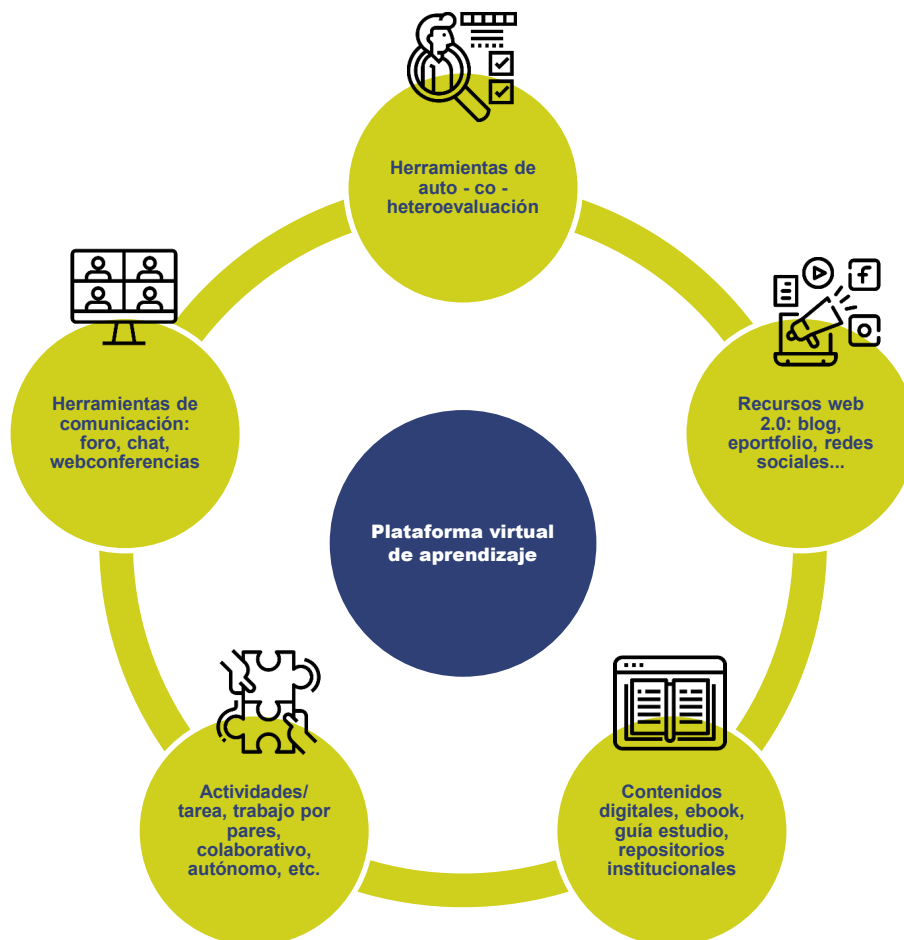 Herramientas de
auto - co -
heteroevaluación
Herramientas de
comunicación:
foro, chat,
webconferencias
Recursos web
2.0: blog,
eportfolio, redes
sociales...
Plataforma virtual
de aprendizaje
Actividades/
tarea, trabajo por
pares,
colaborativo,
autónomo, etc.
Contenidos
digitales, ebook,
guía estudio,
repositorios
institucionales